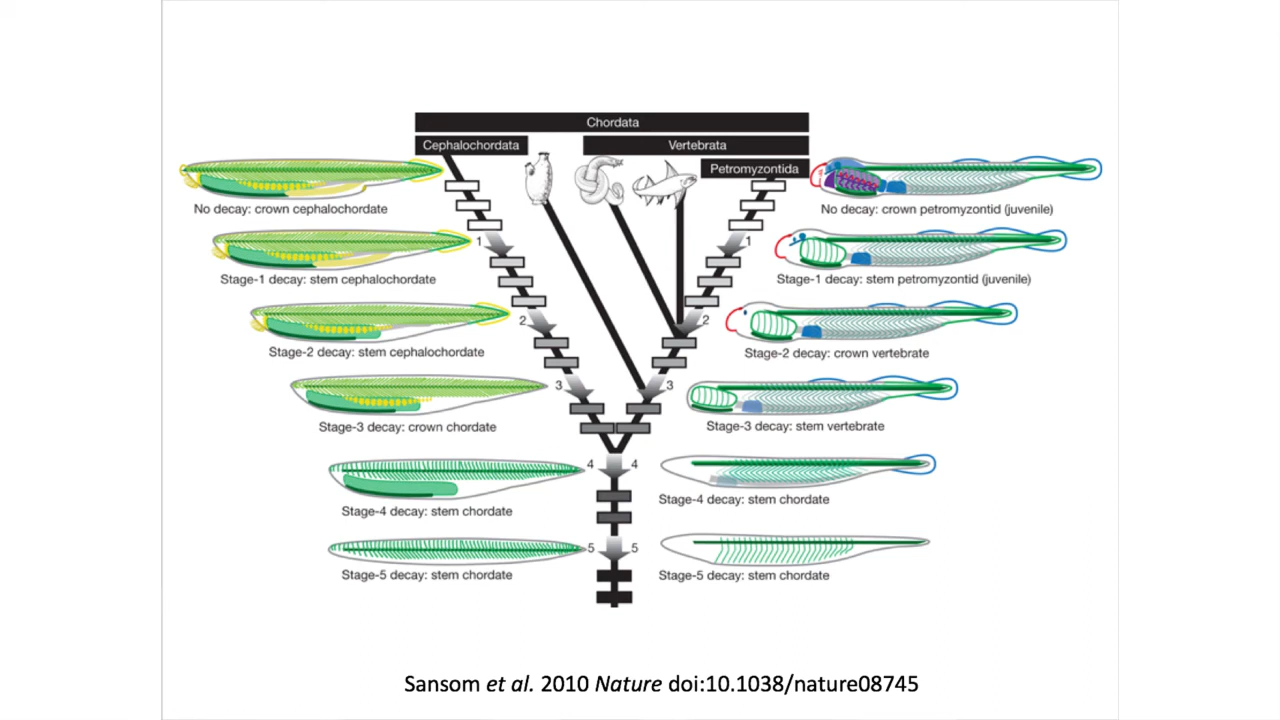 Chordata
Cephalochordata
Vertebrata
Petromyzontida
No decay: crown cephalochordate
No decay: crown petromyzontid (juvenile)
1
1
Stage-1 decay: stem cephalochordate
Stage-1 decay: stem petromyzontid (juvenile)
2
2
Stage-2 decay: stem cephalochordate
Stage-2 decay: crown vertebrate
3
3
Stage-3 decay: crown chordate
Stage-3 decay: stem vertebrate
4
4
Stage-4 decay: stem chordate
Stage-4 decay: stem chordate
5
5
Stage-5 decay: stem chordate
Stage-5 decay: stem chordate
Sansom et al. 2010 Nature doi:10.1038/nature08745